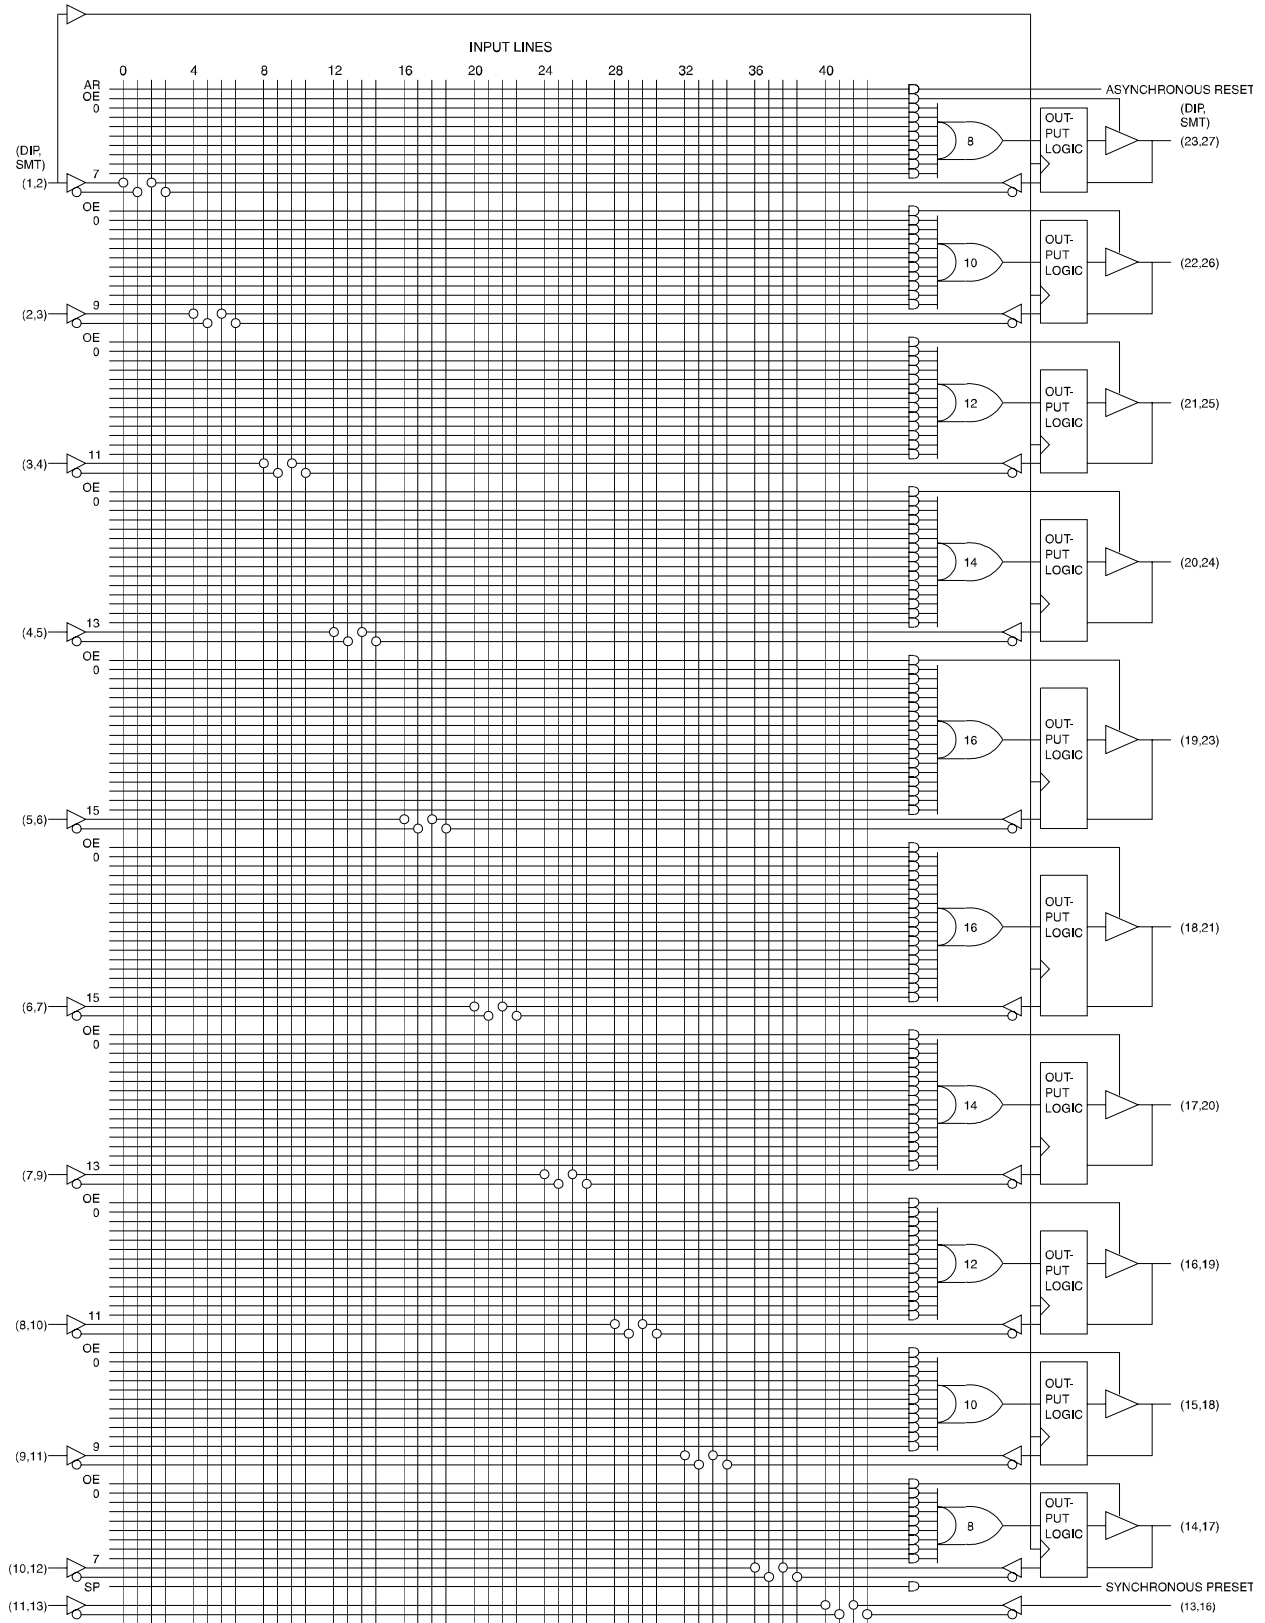 INPUT LINES
0 4 8 12 16 20 24 28 32 36 40
AR
ASYNCHRONOUS RESET
OE
0
(DIP,
SMT)
OUT-
PUT
LOGIC
8
(23,27)
(DIP,
SMT)
7
(1,2)
OE
0
OUT-
PUT
LOGIC
10
(22,26)
9
(2,3)
OE
0
OUT-
PUT
LOGIC
12
(21,25)
11
(3,4)
OE
0
OUT-
PUT
LOGIC
14
(20,24)
13
(4,5)
OE
0
OUT-
PUT
LOGIC
16
(19,23)
15
(5,6)
OE
0
OUT-
PUT
LOGIC
16
(18,21)
15
(6,7)
OE
0
OUT-
PUT
LOGIC
14
(17,20)
13
(7,9)
OE
0
OUT-
PUT
LOGIC
12
(16,19)
11
(8,10)
OE
0
OUT-
PUT
LOGIC
10
(15,18)
9
(9,11)
OE
0
OUT-
PUT
LOGIC
8
(14,17)
7
(10,12)
SP
SYNCHRONOUS PRESET
(11,13)
(13,16)